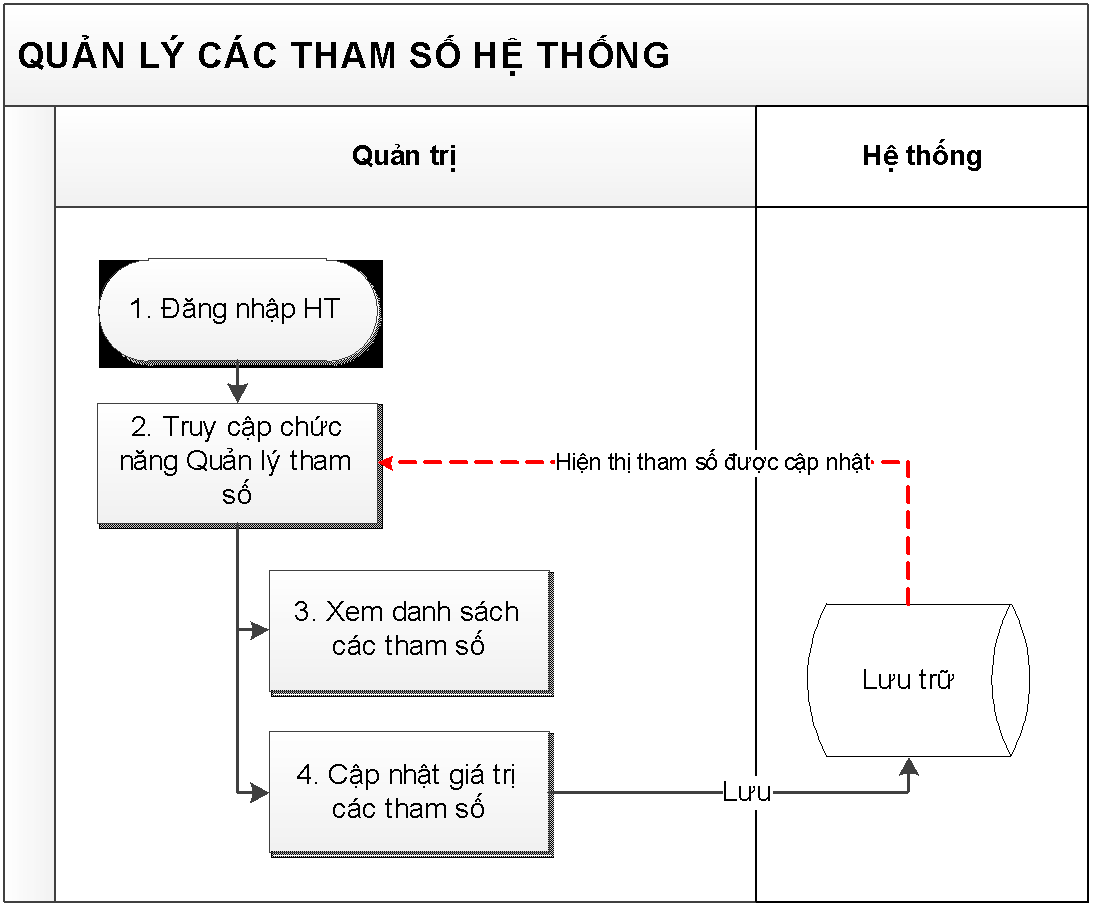 QUẢN LÝ CÁC THAM SỐ HỆ THỐNG
Quản trị
Hệ thống
1. Đăng nhập HT
2. Truy cập chức
năng Quản lý tham
số
Hiện thị tham số được cập nhật
3. Xem danh sách
các tham số
Lưu trữ
4. Cập nhật giá trị
các tham số
Lưu